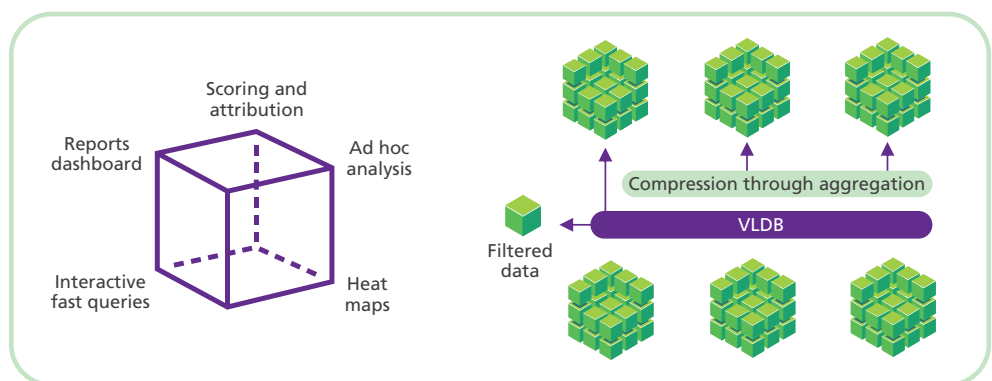 Scoring and
attribution
Reports
dashboard
Ad hoc
analysis
Interactive
fast queries
Heat
maps
Compression through aggregation
VLDB
Filtered
data